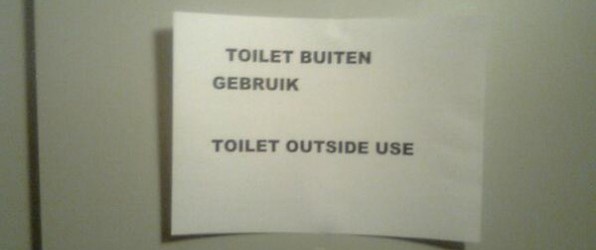 TOILET BUITEN
GEBRUIK
TOILET OUTSIDE USE